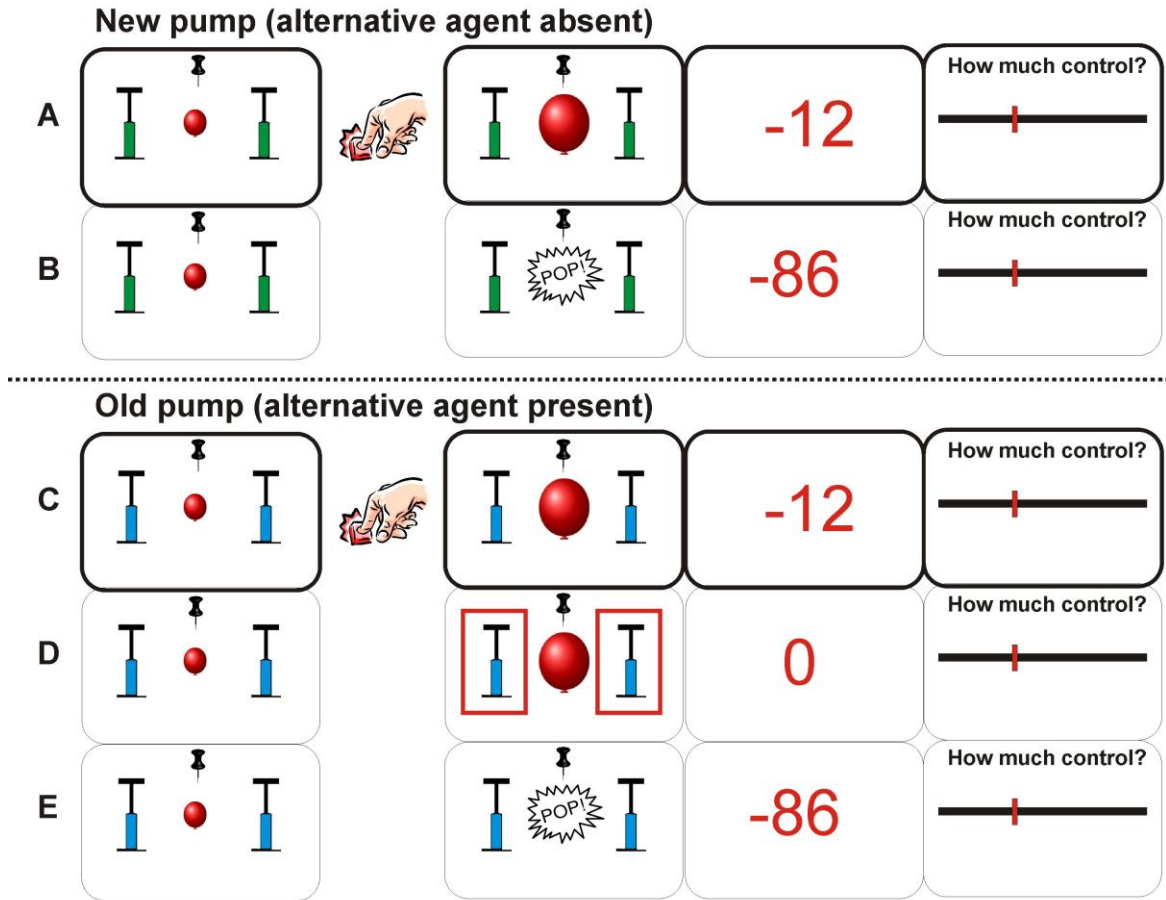 New pump (alternative agent absent)
A
-12
How much control?
B
POP!
-86
How much control?
Old pump (alternative agent present)
C
-12
How much control?
D
0
How much control?
E
POP!
-86
How much control?